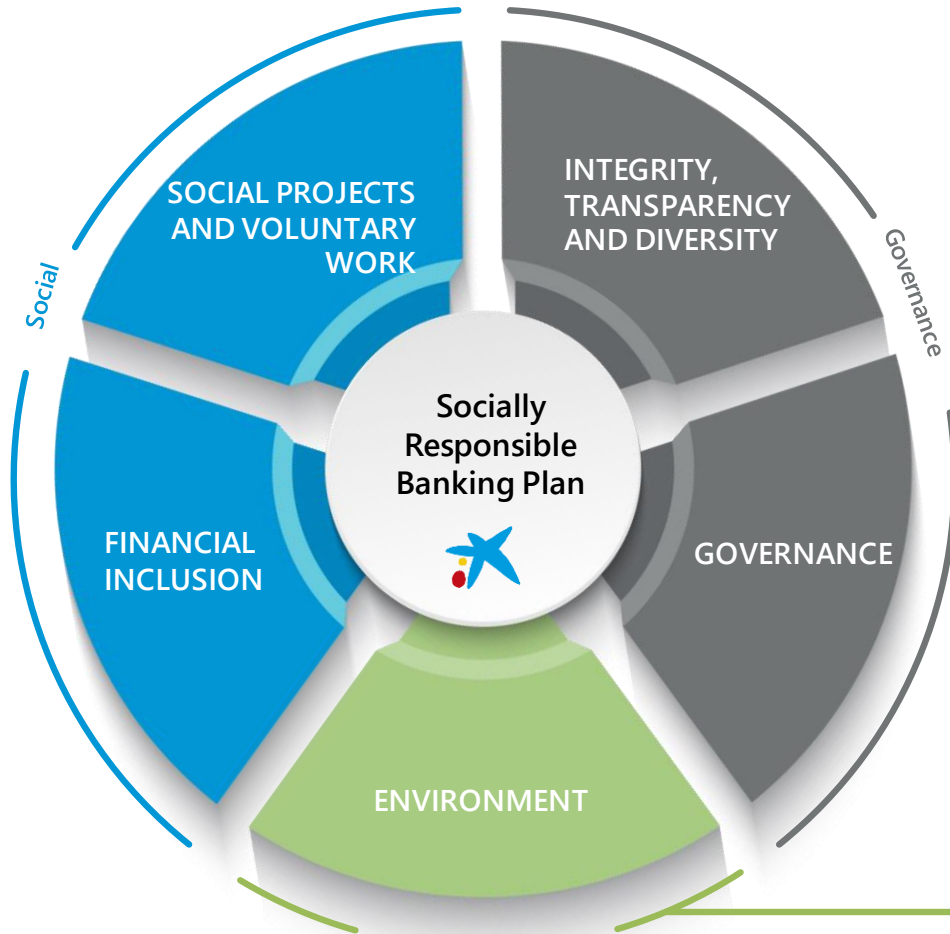 SOCIAL PROJECTS
AND VOLUNTARY
WORK
INTEGRITY,
TRANSPARENCY
AND DIVERSITY
Social
Governance
Socially
Responsible
Banking Plan
FINANCIAL
INCLUSION
GOVERNANCE
ENVIRONMENT